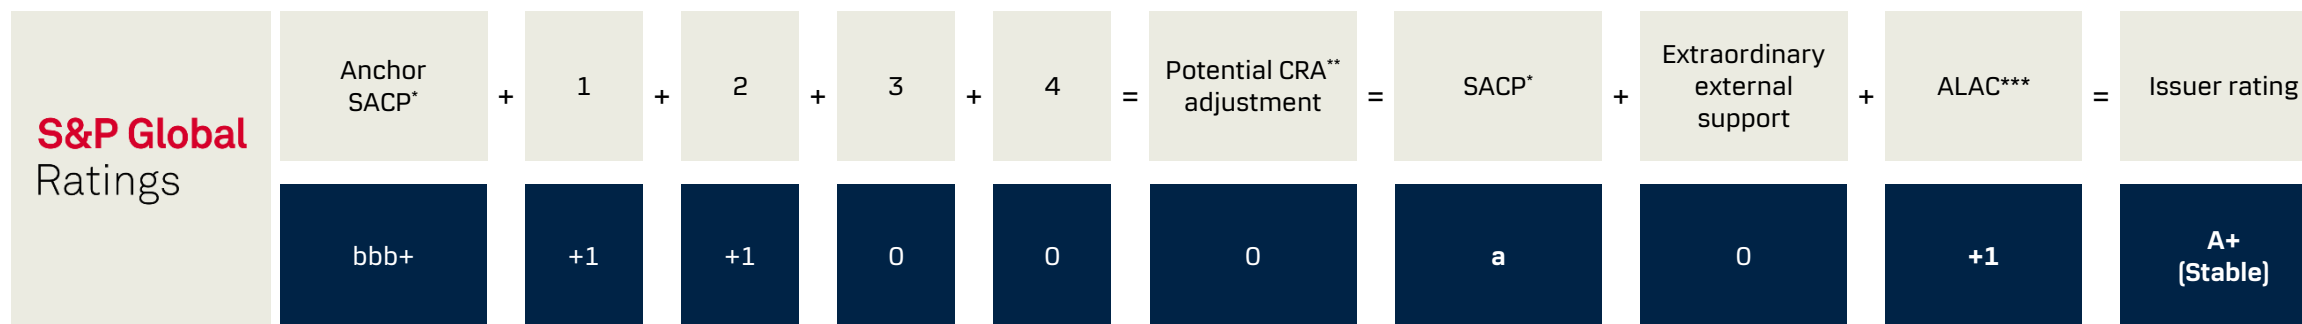 S&P Global
Ratings
Anchor
SACP*
+
1
+
2
+
3
+
4
=
Potential CRA**
adjustment
=
SACP*
+
Extraordinary
external
support
+
ALAC***
=
Issuer rating
bbb+
+1
+1
0
0
0
a
0
+1
A+
(Stable)